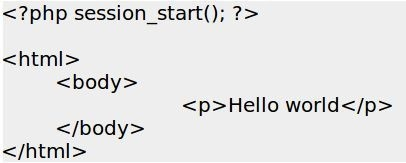 <?php session_start(); ?>
<html>
<body>
<p>Hello world</p>
</body>
</html>